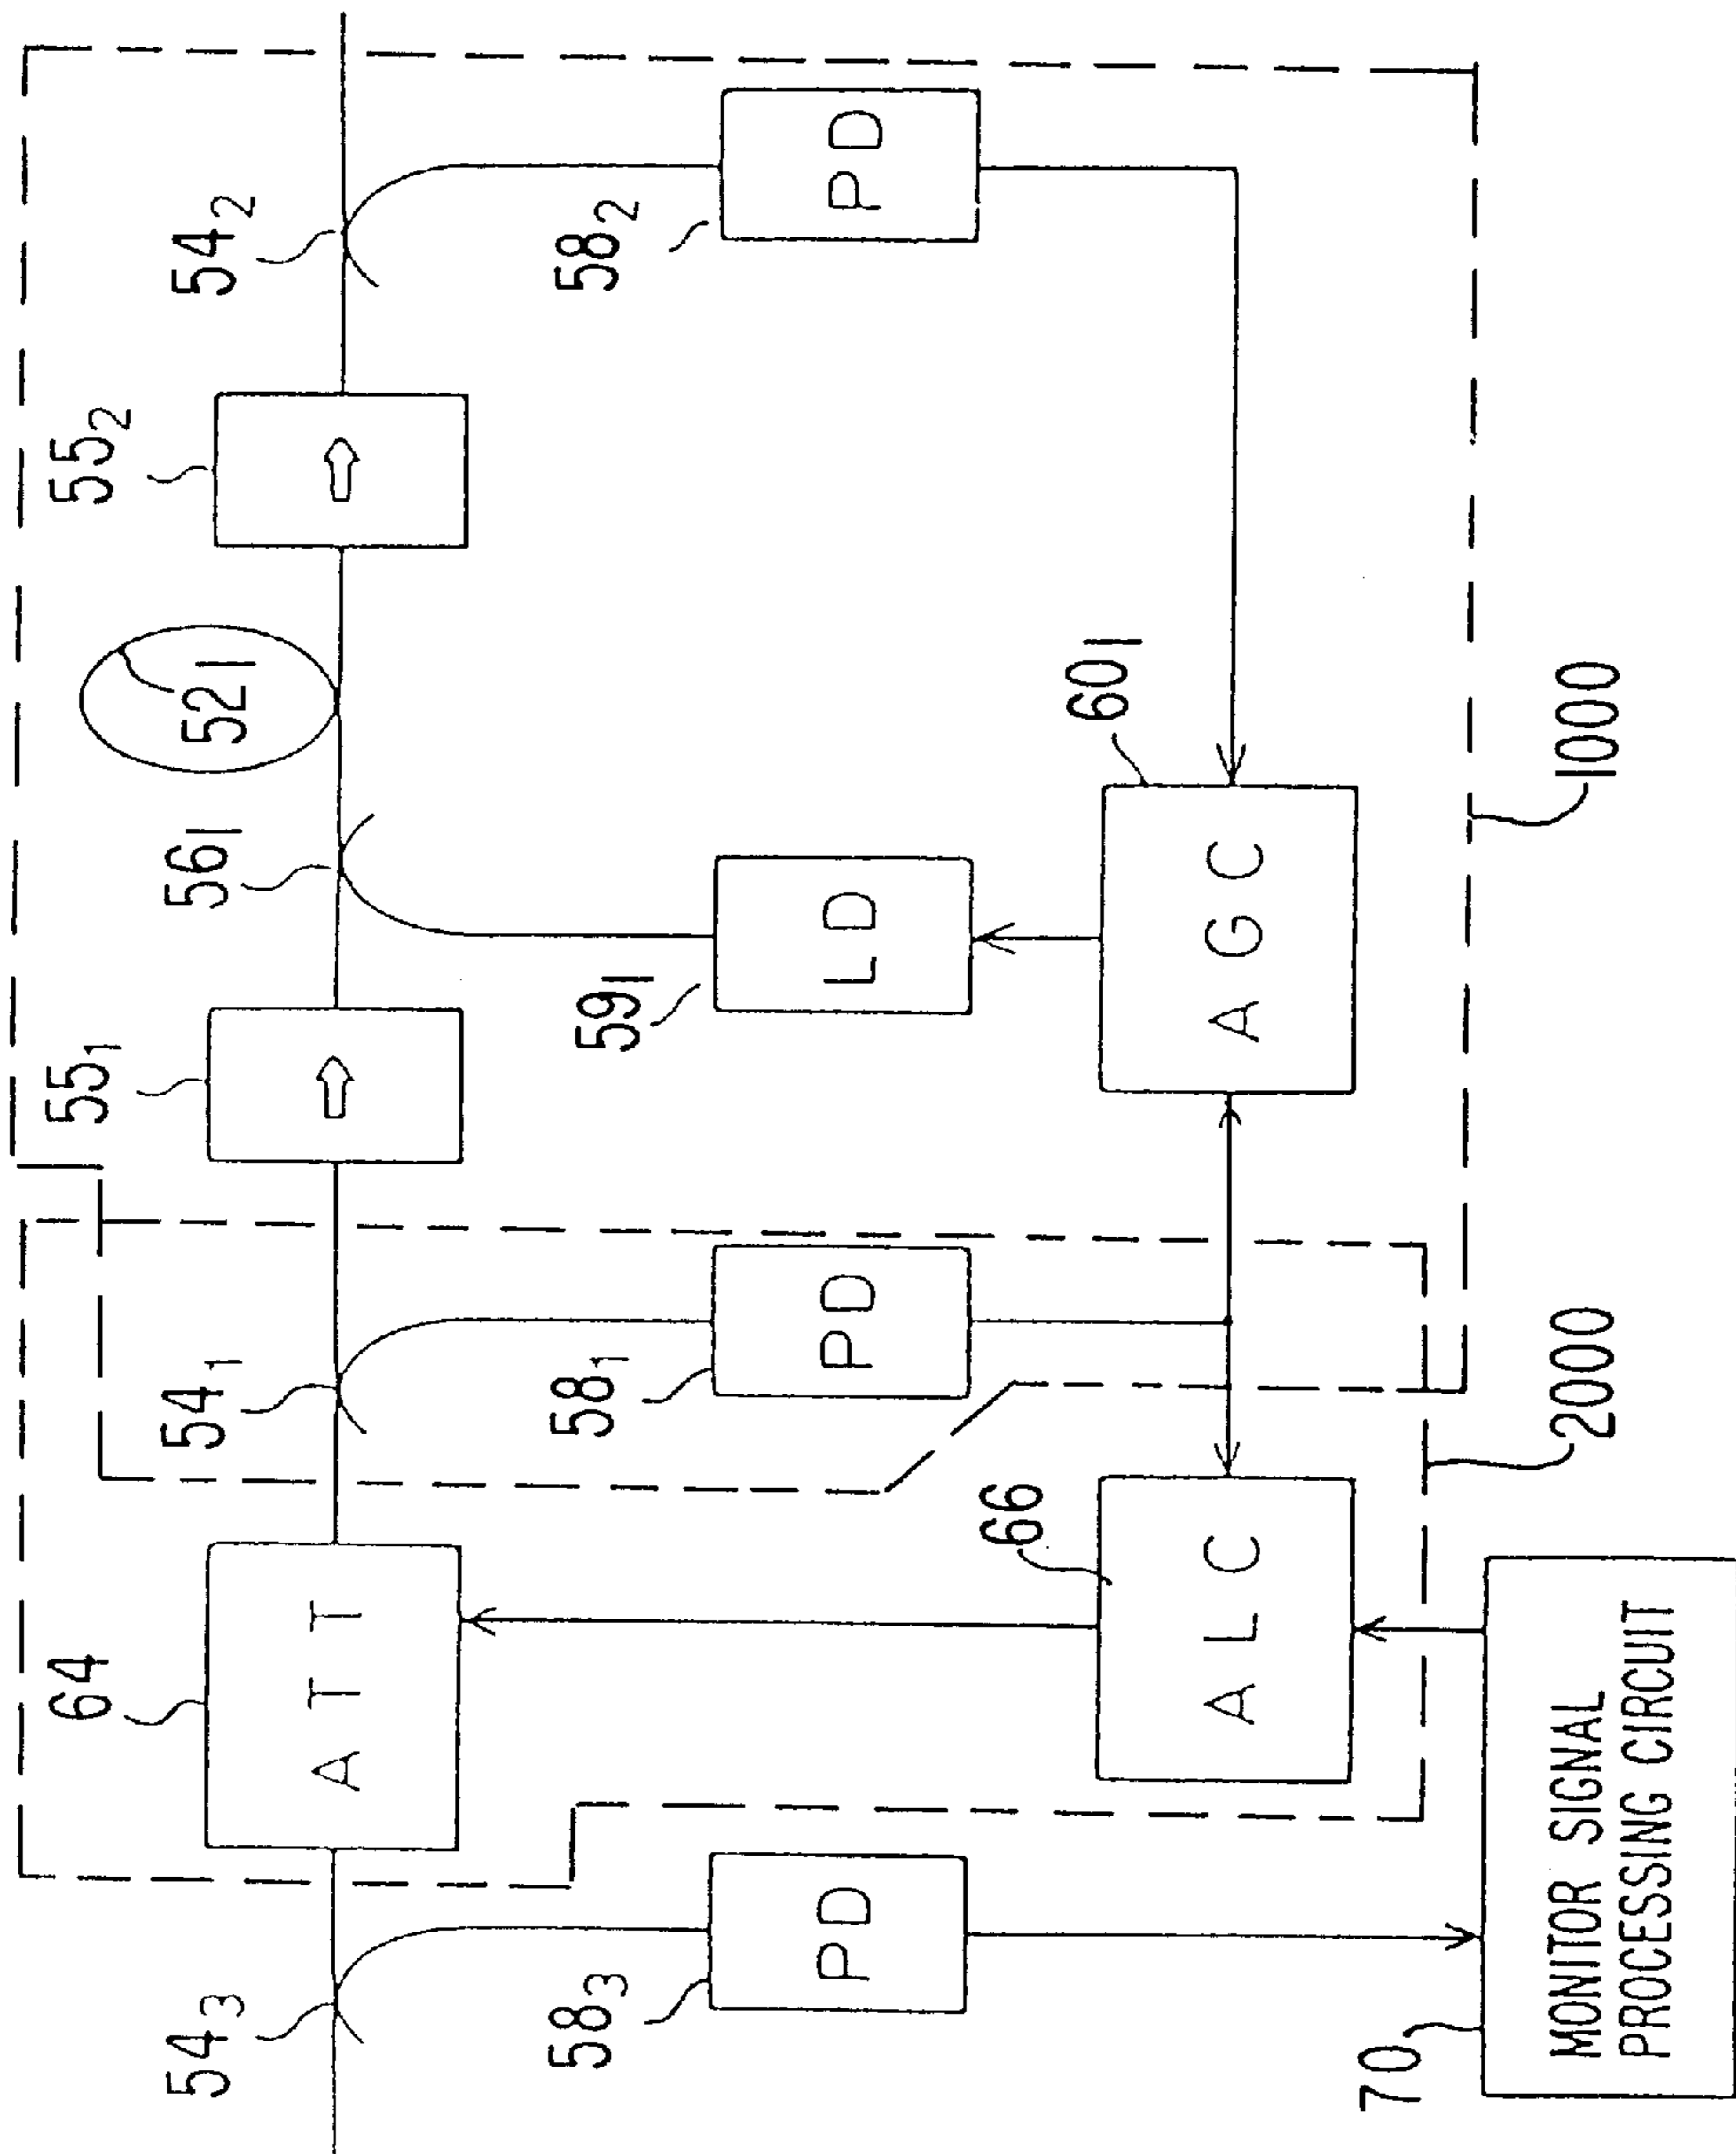 64
ATT
54₃
58₃
PD
70
MONITOR SIGNAL
PROCESSING CIRCUIT
66
ALC
2000
54₁
58₁
PD
55₁
56₁
59₁
LD
60₁
AGC
1000
52₁
55₂
54₂
58₂
PD